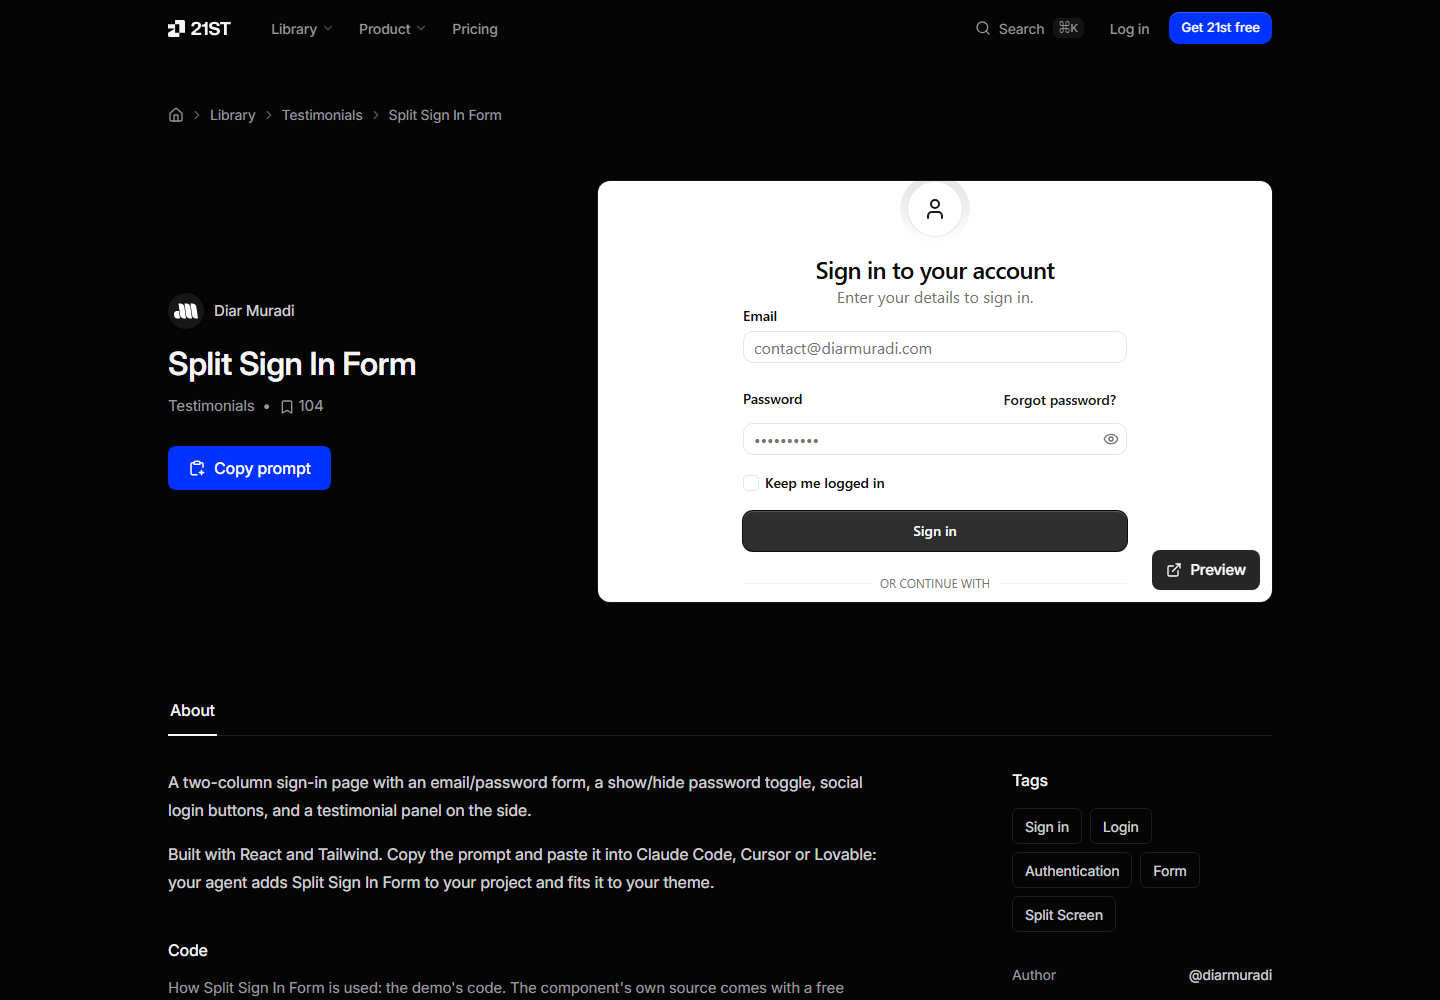 21ST
Library
Product
Pricing
Search
⌘K
Log in
Get 21st free
Library
Testimonials
Split Sign In Form
Diar Muradi
Split Sign In Form
Testimonials • 104
Copy prompt
Sign in to your account
Enter your details to sign in.
Email
contact@diarmuradi.com
Password
Forgot password?
••••••••••
Keep me logged in
Sign in
OR CONTINUE WITH
Preview
About
A two-column sign-in page with an email/password form, a show/hide password toggle, social
login buttons, and a testimonial panel on the side.
Built with React and Tailwind. Copy the prompt and paste it into Claude Code, Cursor or Lovable:
your agent adds Split Sign In Form to your project and fits it to your theme.
Code
How Split Sign In Form is used: the demo's code. The component's own source comes with a free
Tags
Sign in
Login
Authentication
Form
Split Screen
Author
@diarmuradi